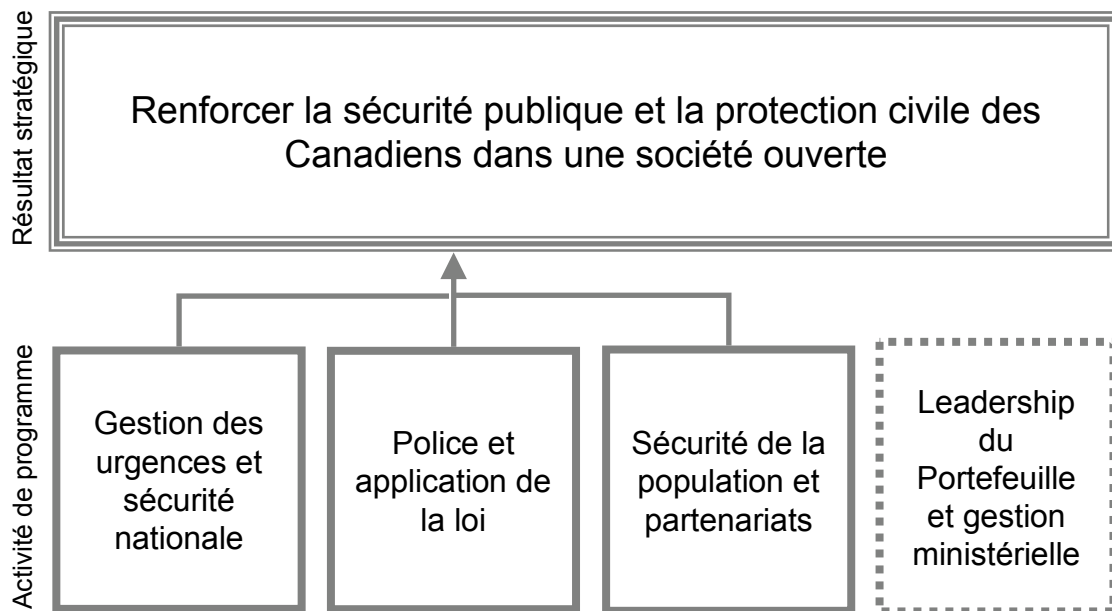 Résultat stratégique
Renforcer la sécurité publique et la protection civile des
Canadiens dans une société ouverte
Activité de programme
Gestion des
urgences et
sécurité
nationale
Police et
application de
la loi
Sécurité de la
population et
partenariats
Leadership
du
Portefeuille
et gestion
ministérielle